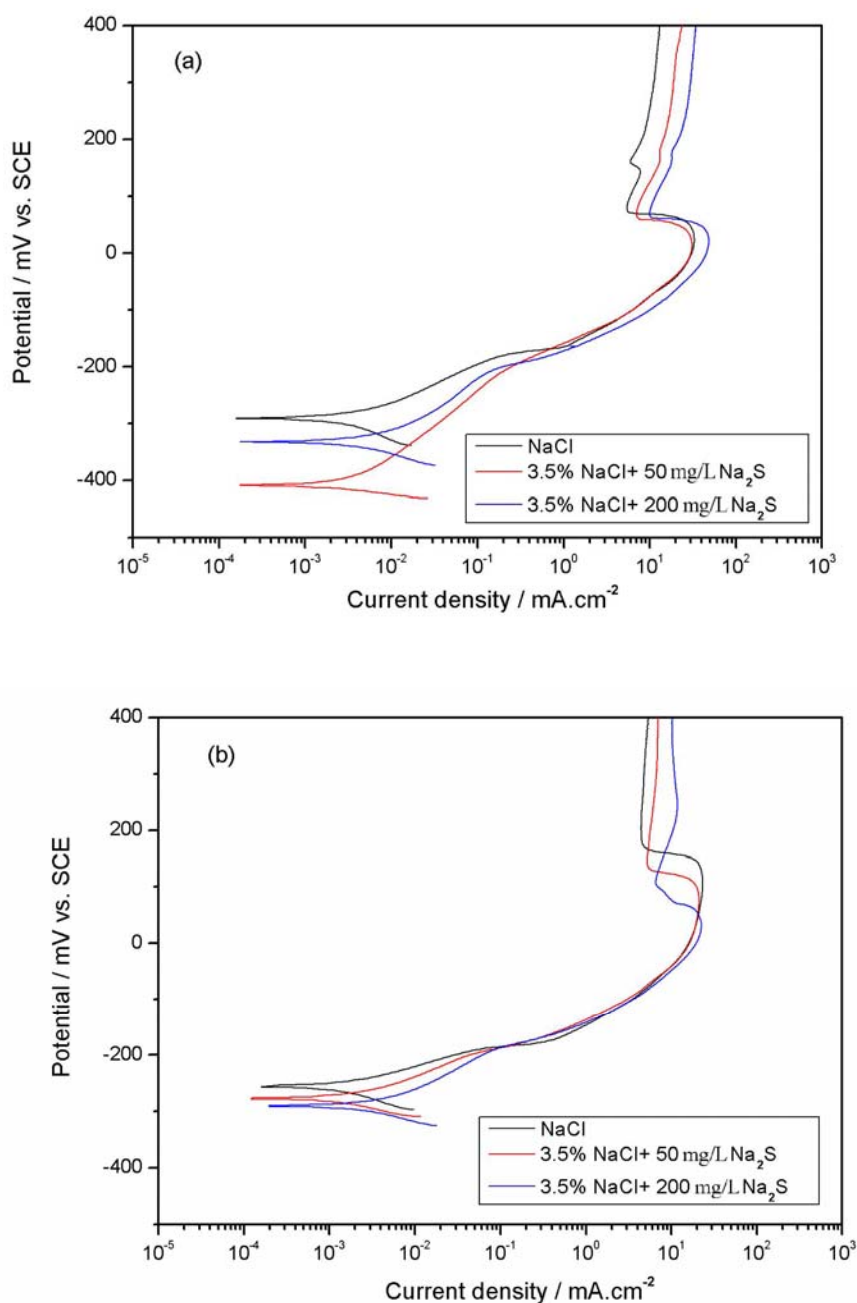 (a)
400
200
0
-200
-400
Potential / mV vs. SCE
NaCl
3.5% NaCl+ 50 mg/L Na₂S
3.5% NaCl+ 200 mg/L Na₂S
10⁻⁵ 10⁻⁴ 10⁻³ 10⁻² 10⁻¹ 10⁰ 10¹ 10² 10³
Current density / mA.cm⁻²
(b)
400
200
0
-200
-400
Potential / mV vs. SCE
NaCl
3.5% NaCl+ 50 mg/L Na₂S
3.5% NaCl+ 200 mg/L Na₂S
10⁻⁵ 10⁻⁴ 10⁻³ 10⁻² 10⁻¹ 10⁰ 10¹ 10² 10³
Current density / mA.cm⁻²